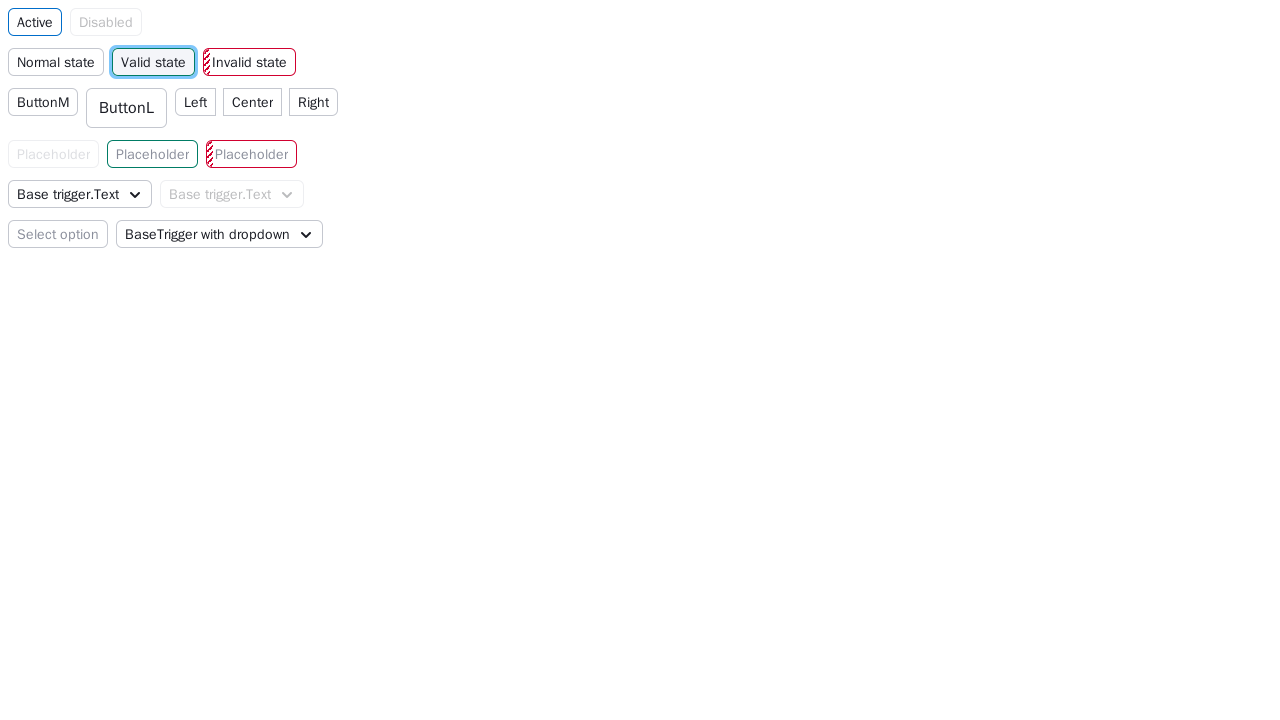 Active Disabled
Normal state Valid state Invalid state
ButtonM ButtonL Left Center Right
Placeholder Placeholder Placeholder
Base trigger.Text Base trigger.Text
Select option BaseTrigger with dropdown